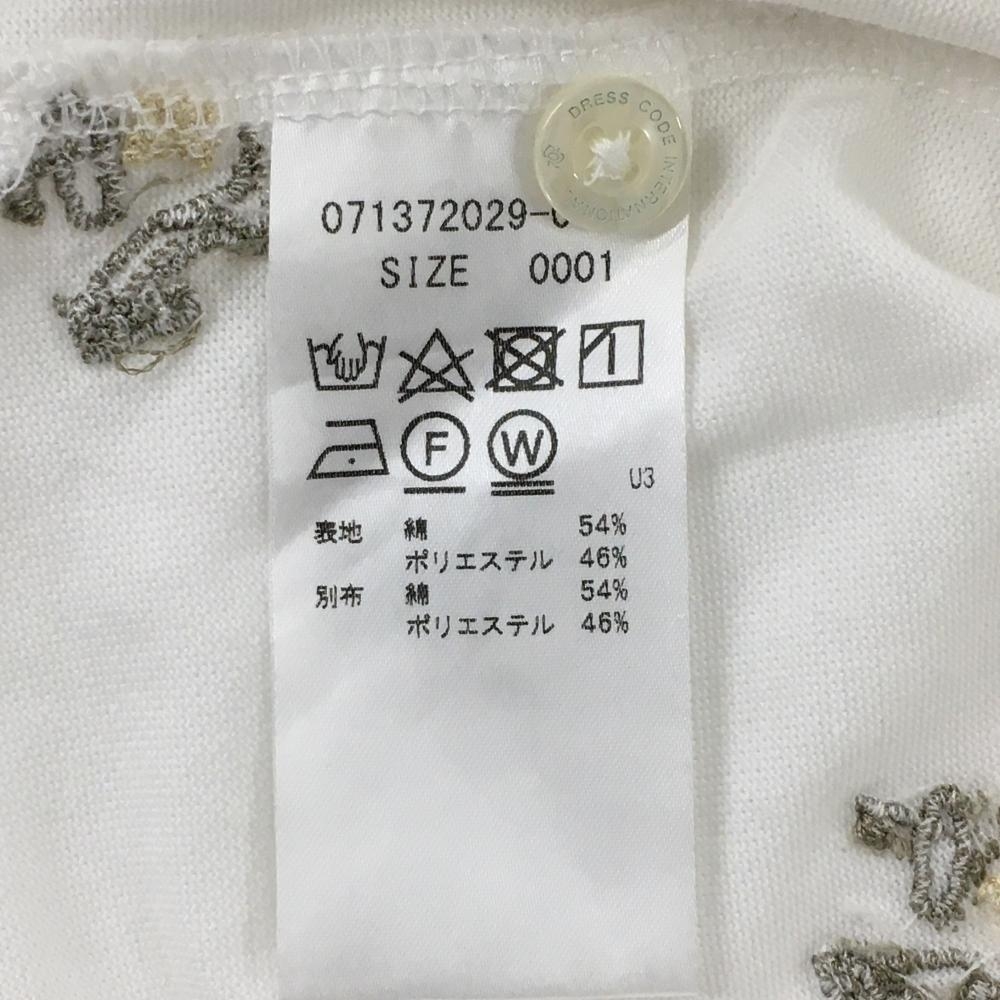 DRESS CODE INTERNATIONAL
071372029-
SIZE 0001
F W
U3
表地 綿 54%
ポリエステル 46%
別布 綿 54%
ポリエステル 46%